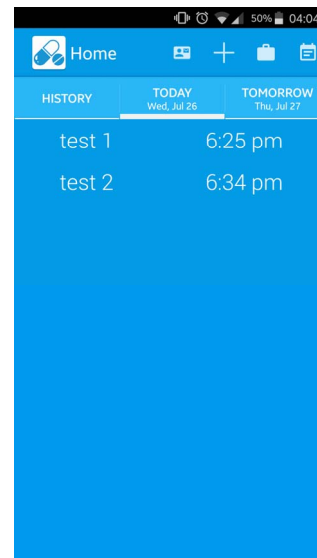 50% 04:04
Home
HISTORY
TODAY
Wed, Jul 26
TOMORROW
Thu, Jul 27
test 1 6:25 pm
test 2 6:34 pm